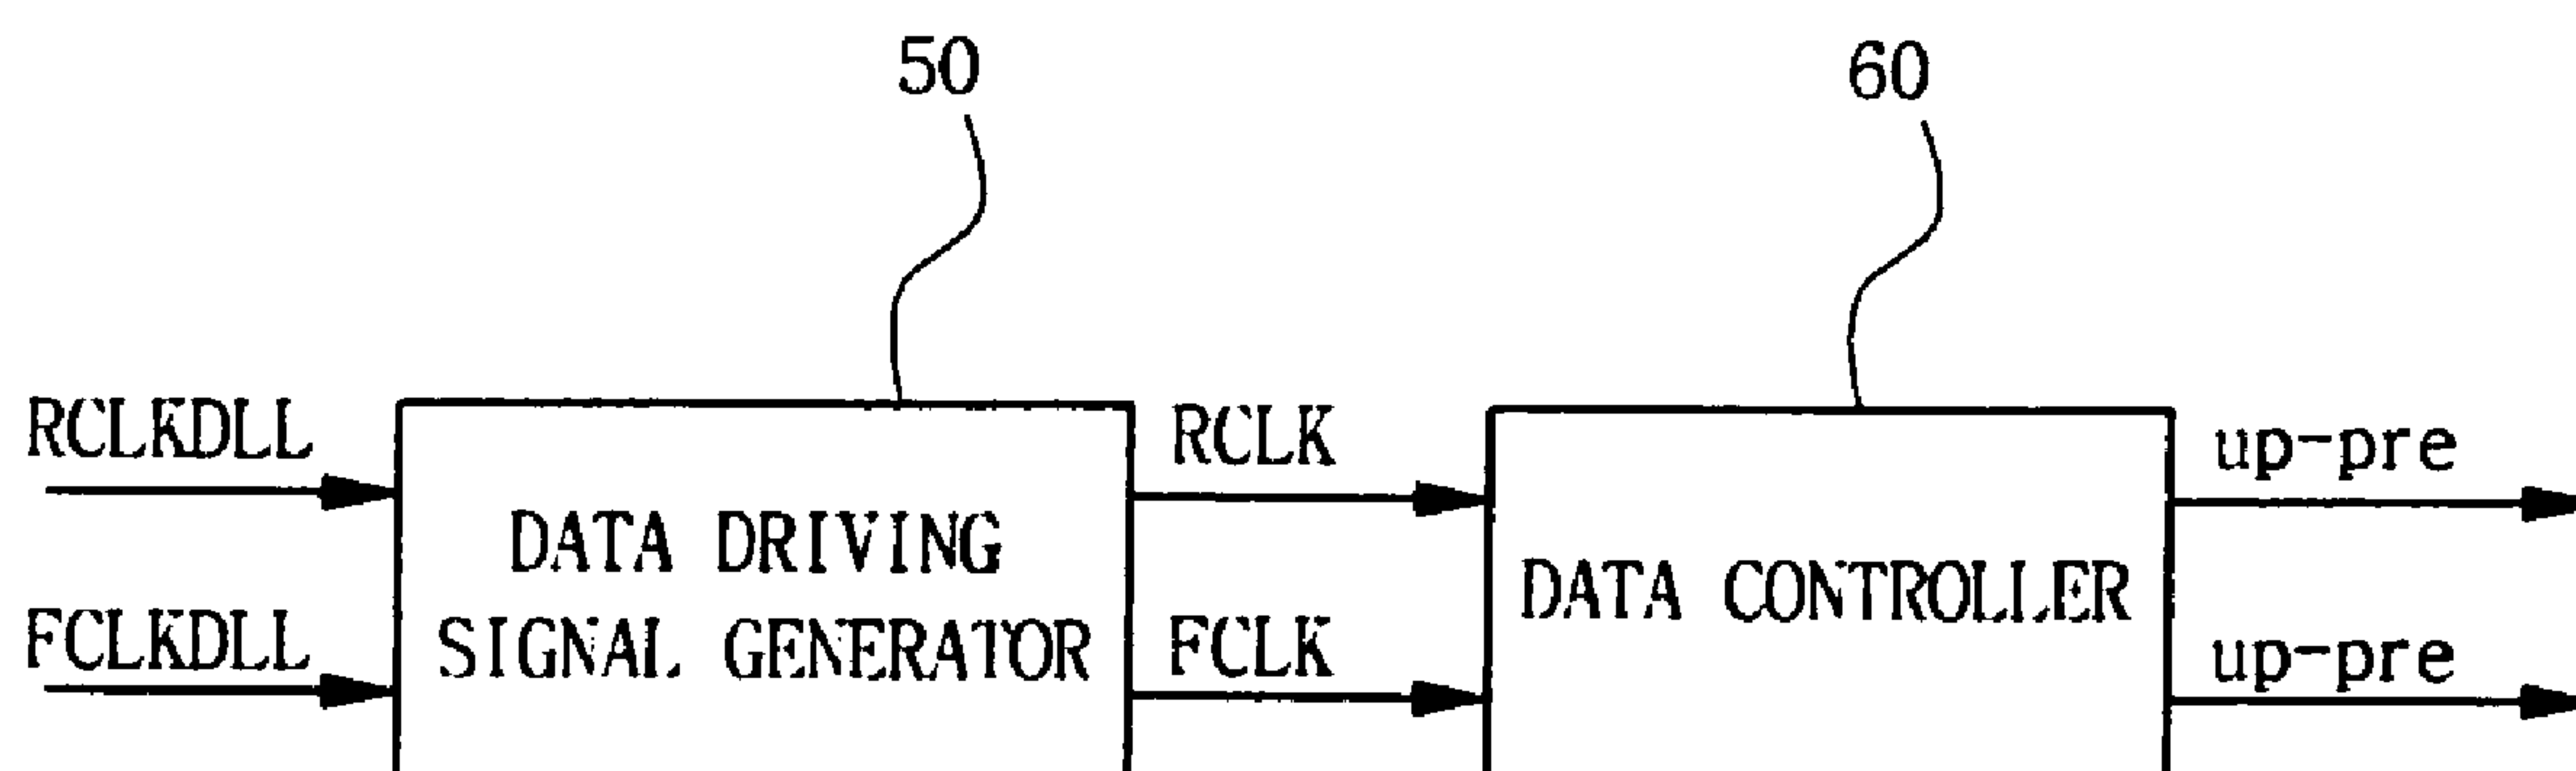 50
60
RCLKDLL
RCLK
up-pre
DATA DRIVING
SIGNAL GENERATOR
DATA CONTROLLER
FCLKDLL
FCLK
up-pre